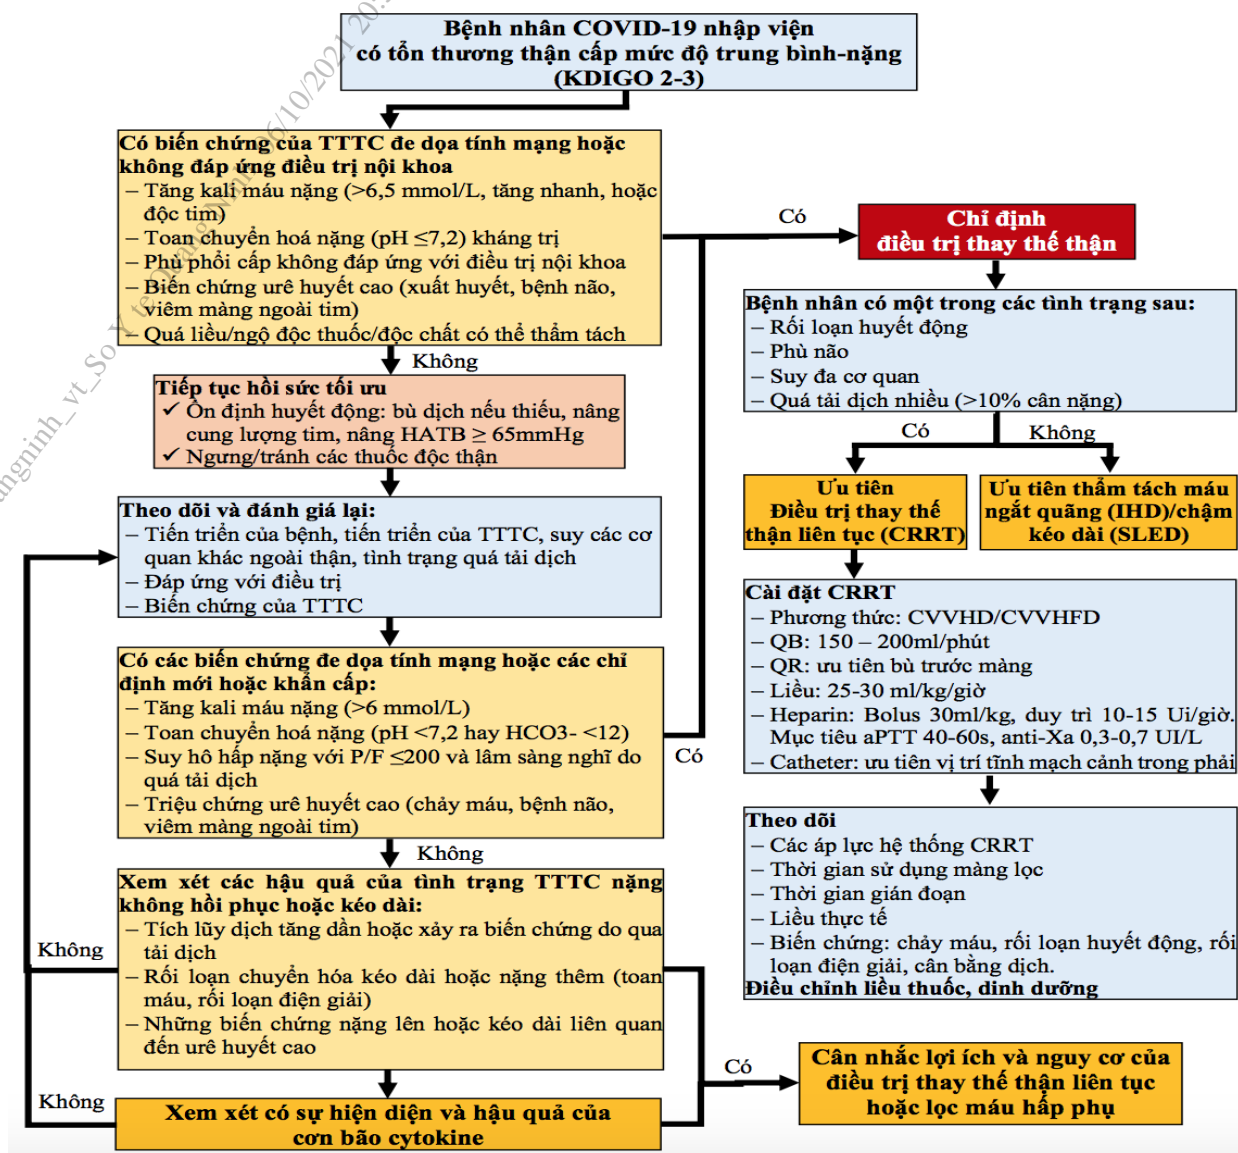 Bệnh nhân COVID-19 nhập viện
có tổn thương thận cấp mức độ trung bình-nặng
(KDIGO 2-3)
Có biến chứng của TTTC đe dọa tính mạng hoặc
không đáp ứng điều trị nội khoa
– Tăng kali máu nặng (>6,5 mmol/L, tăng nhanh, hoặc
độc tim)
– Toan chuyển hoá nặng (pH ≤7,2) kháng trị
– Phù phổi cấp không đáp ứng với điều trị nội khoa
– Biến chứng urê huyết cao (xuất huyết, bệnh não,
viêm màng ngoài tim)
– Quá liều/ngộ độc thuốc/độc chất có thể thẩm tách
Không
Tiếp tục hồi sức tối ưu
✓ Ổn định huyết động: bù dịch nếu thiếu, nâng
cung lượng tim, nâng HATB ≥ 65mmHg
✓ Ngưng/tránh các thuốc độc thận
Theo dõi và đánh giá lại:
– Tiến triển của bệnh, tiến triển của TTTC, suy các cơ
quan khác ngoài thận, tình trạng quá tải dịch
– Đáp ứng với điều trị
– Biến chứng của TTTC
Có các biến chứng đe dọa tính mạng hoặc các chỉ
định mới hoặc khẩn cấp:
– Tăng kali máu nặng (>6 mmol/L)
– Toan chuyển hoá nặng (pH <7,2 hay HCO3- <12)
– Suy hô hấp nặng với P/F ≤200 và lâm sàng nghĩ do
quá tải dịch
– Triệu chứng urê huyết cao (chảy máu, bệnh não,
viêm màng ngoài tim)
Có
Không
Xem xét các hậu quả của tình trạng TTTC nặng
không hồi phục hoặc kéo dài:
– Tích lũy dịch tăng dần hoặc xảy ra biến chứng do qua
tải dịch
– Rối loạn chuyển hóa kéo dài hoặc nặng thêm (toan
máu, rối loạn điện giải)
– Những biến chứng nặng lên hoặc kéo dài liên quan
đến urê huyết cao
Không
Không
Xem xét có sự hiện diện và hậu quả của
cơn bão cytokine
Có
Cân nhắc lợi ích và nguy cơ của
điều trị thay thế thận liên tục
hoặc lọc máu hấp phụ
Có
Chỉ định
điều trị thay thế thận
Bệnh nhân có một trong các tình trạng sau:
– Rối loạn huyết động
– Phù não
– Suy đa cơ quan
– Quá tải dịch nhiều (>10% cân nặng)
Có
Không
Ưu tiên
Điều trị thay thế
thận liên tục (CRRT)
Ưu tiên thẩm tách máu
ngắt quãng (IHD)/chậm
kéo dài (SLED)
Cài đặt CRRT
– Phương thức: CVVHD/CVVHFD
– QB: 150 – 200ml/phút
– QR: ưu tiên bù trước màng
– Liều: 25-30 ml/kg/giờ
– Heparin: Bolus 30ml/kg, duy trì 10-15 Ui/giờ.
Mục tiêu aPTT 40-60s, anti-Xa 0,3-0,7 UI/L
– Catheter: ưu tiên vị trí tĩnh mạch cảnh trong phải
Theo dõi
– Các áp lực hệ thống CRRT
– Thời gian sử dụng màng lọc
– Thời gian gián đoạn
– Liều thực tế
– Biến chứng: chảy máu, rối loạn huyết động, rối
loạn điện giải, cân bằng dịch.
Điều chỉnh liều thuốc, dinh dưỡng
angninh_vt_So Y te Quang Ninh_06/10/2021 20: